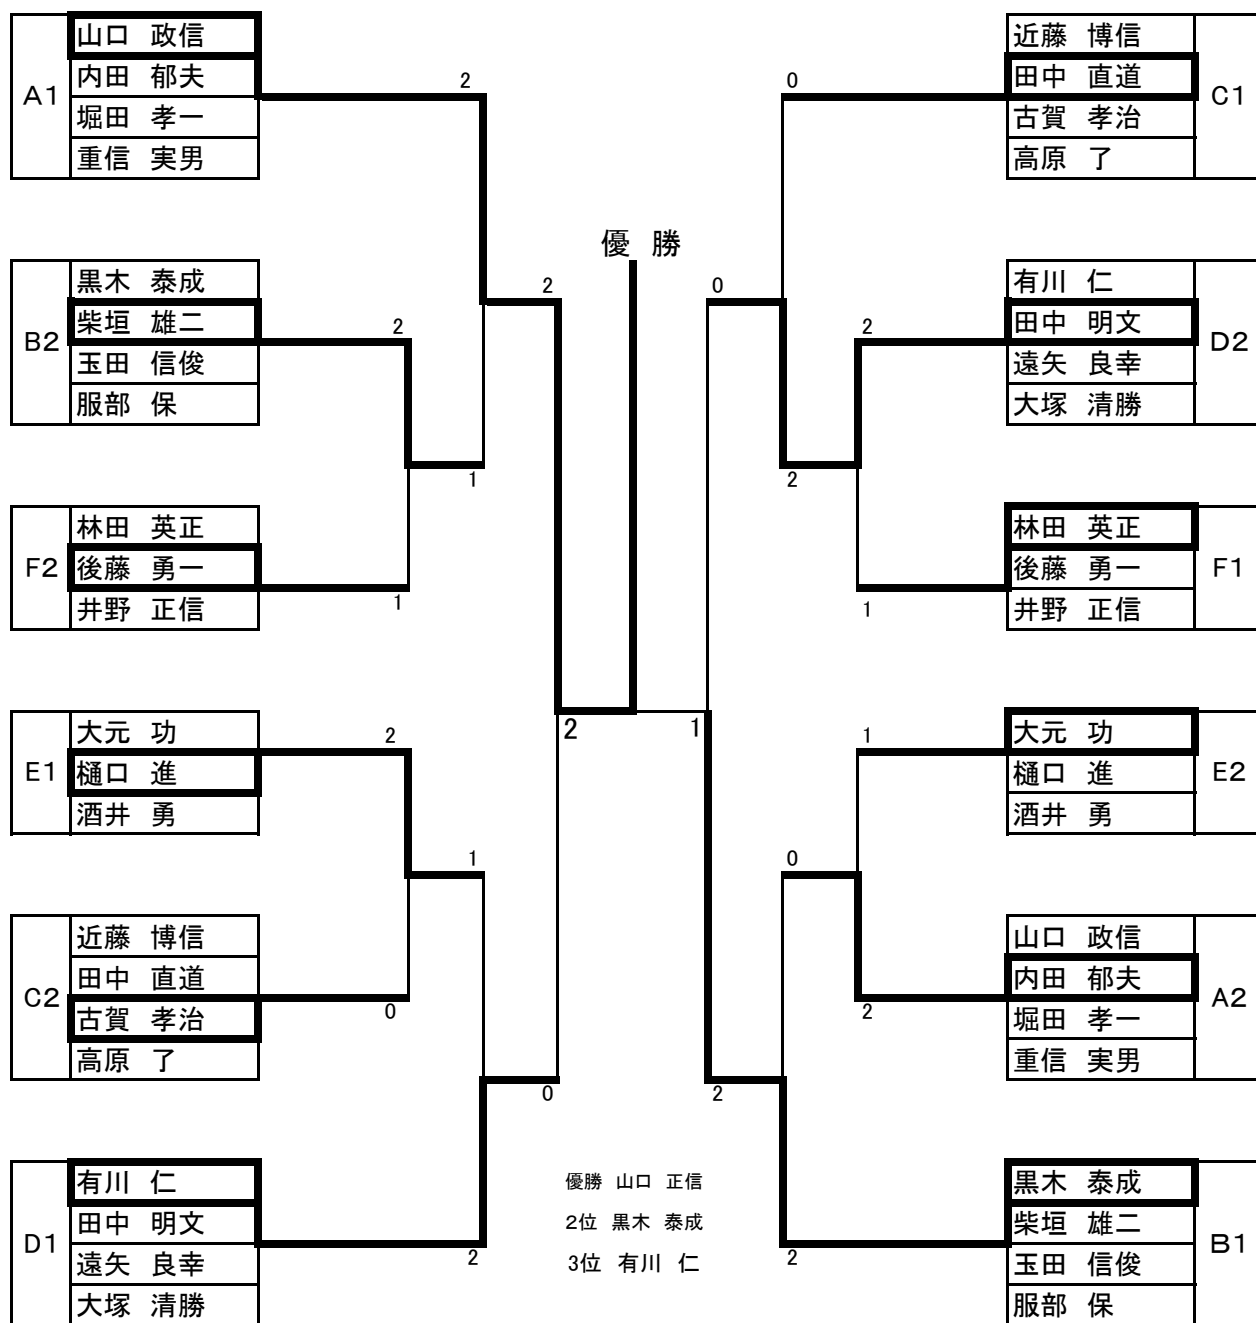 A1
山口 政信
内田 郁夫
堀田 孝一
重信 実男
2
B2
黒木 泰成
柴垣 雄二
玉田 信俊
服部 保
2
1
2
F2
林田 英正
後藤 勇一
井野 正信
1
E1
大元 功
樋口 進
酒井 勇
2
1
C2
近藤 博信
田中 直道
古賀 孝治
高原 了
0
D1
有川 仁
田中 明文
遠矢 良幸
大塚 清勝
2
0
優 勝
2
1
優勝 山口 正信
2位 黒木 泰成
3位 有川 仁
0
近藤 博信
田中 直道
古賀 孝治
高原 了
C1
0
2
有川 仁
田中 明文
遠矢 良幸
大塚 清勝
D2
2
1
林田 英正
後藤 勇一
井野 正信
F1
1
大元 功
樋口 進
酒井 勇
E2
0
2
山口 政信
内田 郁夫
堀田 孝一
重信 実男
A2
2
2
黒木 泰成
柴垣 雄二
玉田 信俊
服部 保
B1